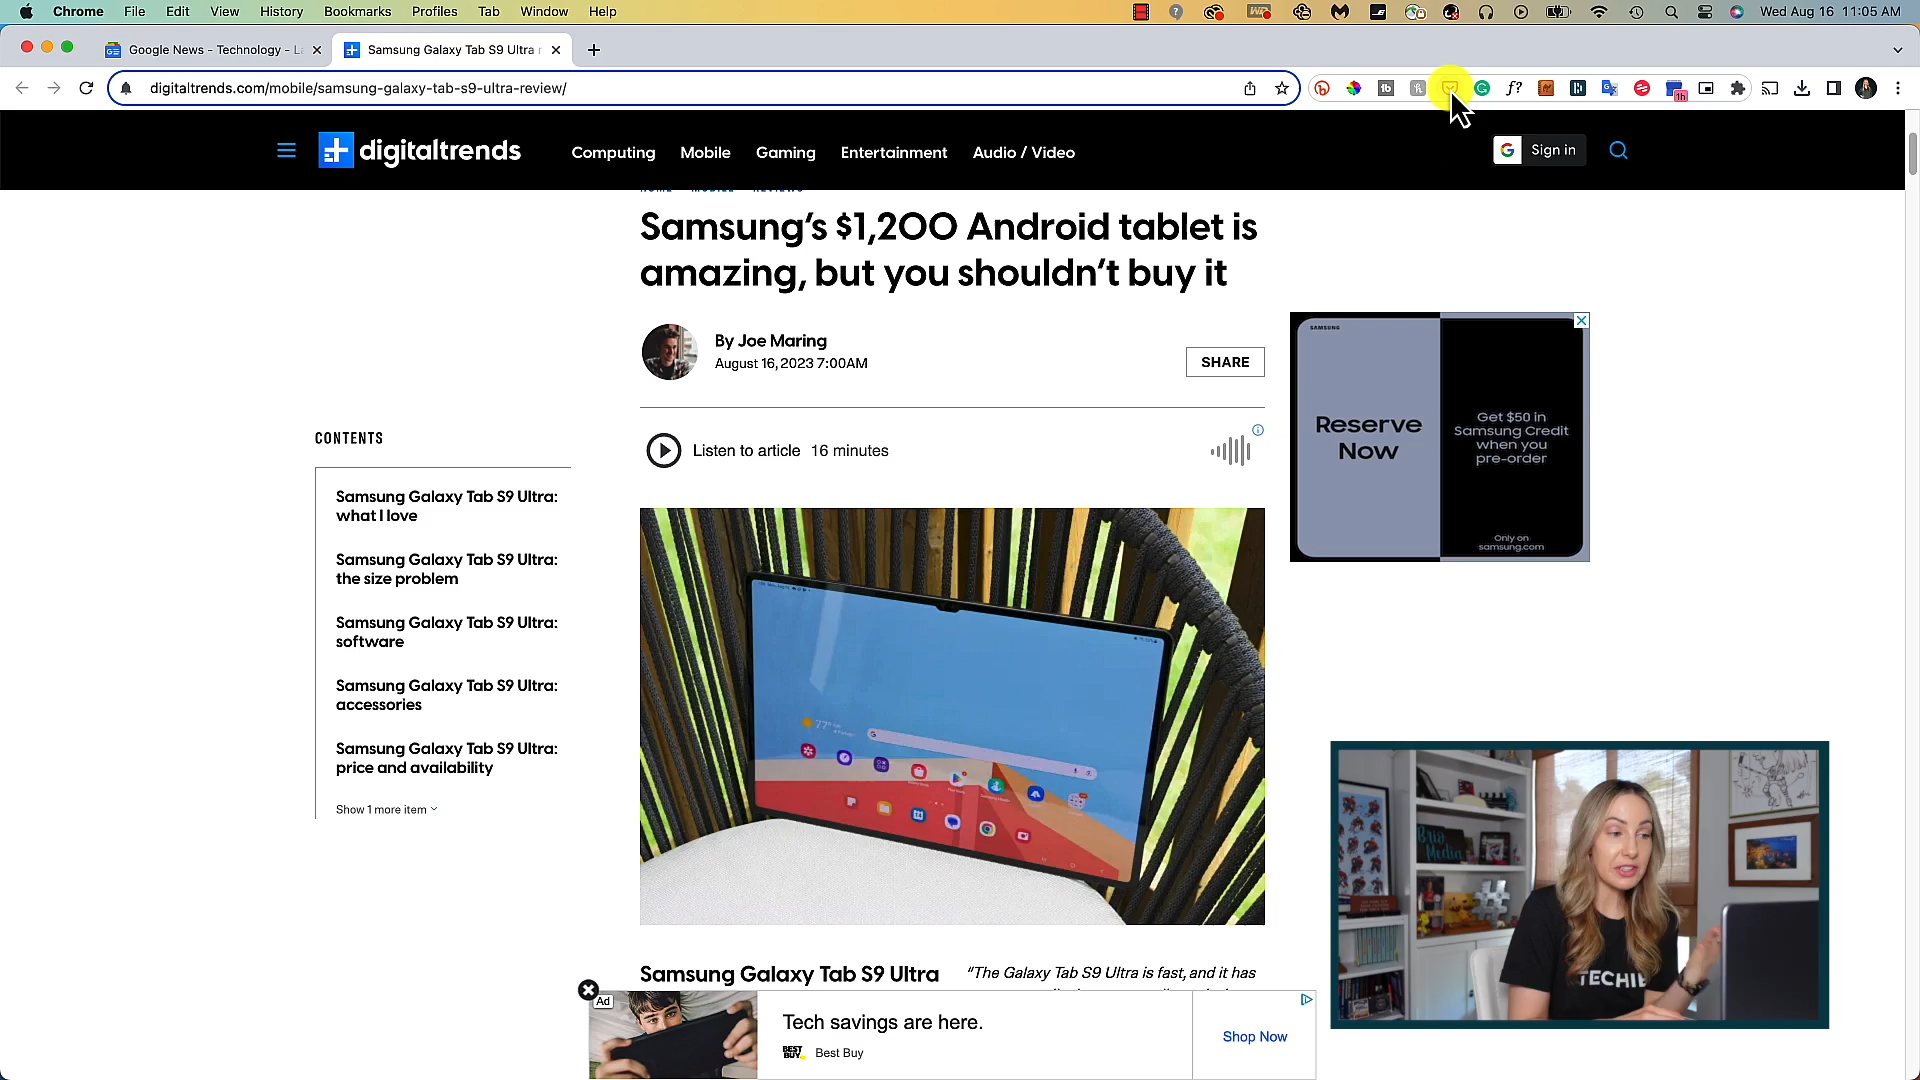 Chrome File Edit View History Bookmarks Profiles Tab Window Help
Wed Aug 16 11:05 AM
Google News - Technology - L
Samsung Galaxy Tab S9 Ultra
digitaltrends.com/mobile/samsung-galaxy-tab-s9-ultra-review/
1h
digitaltrends
Computing Mobile Gaming Entertainment Audio / Video
Sign in
Samsung's $1,200 Android tablet is
amazing, but you shouldn't buy it
By Joe Maring
August 16, 2023 7:00AM
SHARE
Listen to article 16 minutes
CONTENTS
Samsung Galaxy Tab S9 Ultra:
what I love
Samsung Galaxy Tab S9 Ultra:
the size problem
Samsung Galaxy Tab S9 Ultra:
software
Samsung Galaxy Tab S9 Ultra:
accessories
Samsung Galaxy Tab S9 Ultra:
price and availability
Show 1 more item
SAMSUNG
Reserve
Now
Get $50 in
Samsung Credit
when you
pre-order
Only on
samsung.com
Samsung Galaxy Tab S9 Ultra
"The Galaxy Tab S9 Ultra is fast, and it has
Ad
Tech savings are here.
BEST
BUY
Best Buy
Shop Now
Brio
Media
TECHIE